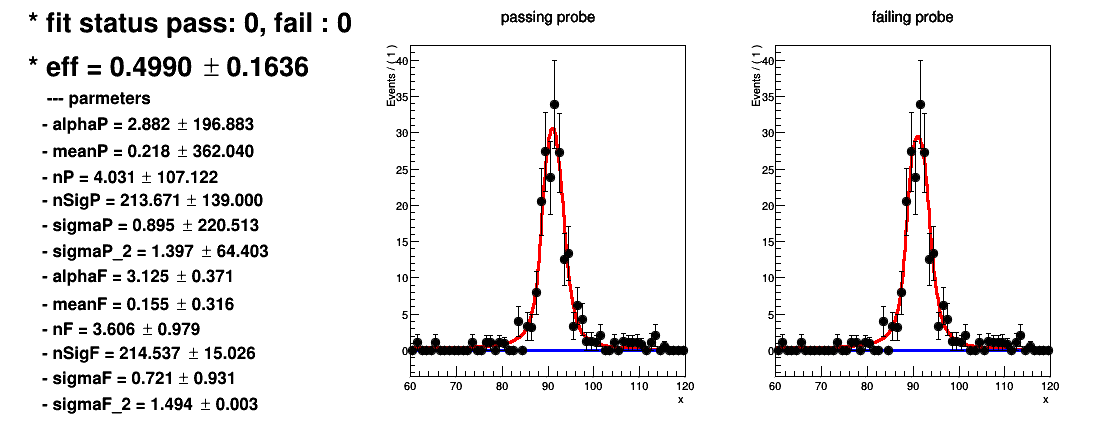 * fit status pass: 0, fail : 0
* eff = 0.4990 ± 0.1636
--- parmeters
- alphaP = 2.882 ± 196.883
- meanP = 0.218 ± 362.040
- nP = 4.031 ± 107.122
- nSigP = 213.671 ± 139.000
- sigmaP = 0.895 ± 220.513
- sigmaP_2 = 1.397 ± 64.403
- alphaF = 3.125 ± 0.371
- meanF = 0.155 ± 0.316
- nF = 3.606 ± 0.979
- nSigF = 214.537 ± 15.026
- sigmaF = 0.721 ± 0.931
- sigmaF_2 = 1.494 ± 0.003
passing probe
Events / ( 1 )
40
35
30
25
20
15
10
5
0
60 70 80 90 100 110 120
x
failing probe
Events / ( 1 )
40
35
30
25
20
15
10
5
0
60 70 80 90 100 110 120
x